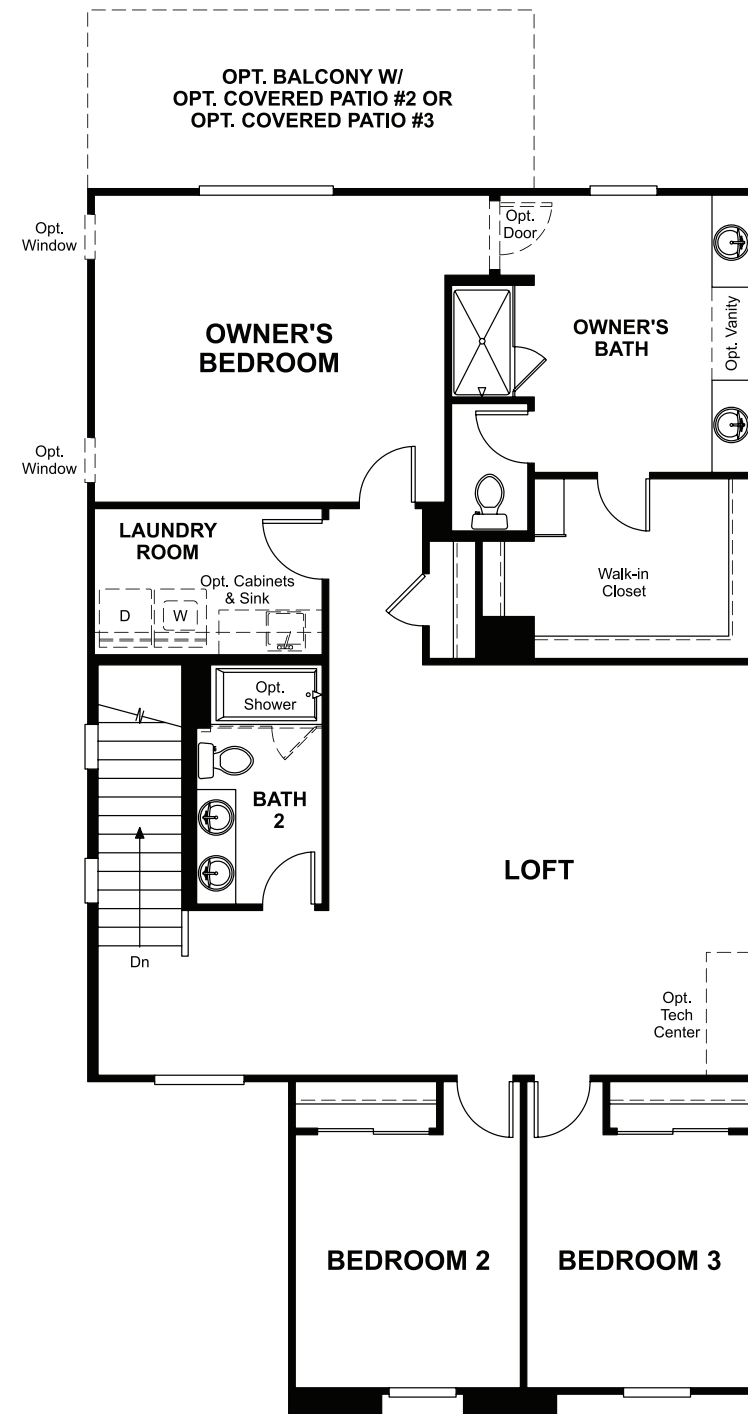 OPT. BALCONY W/
OPT. COVERED PATIO #2 OR
OPT. COVERED PATIO #3
Opt.
Window
Opt.
Door
OWNER'S
BEDROOM
OWNER'S
BATH
Opt. Vanity
Opt.
Window
LAUNDRY
ROOM
Opt. Cabinets
& Sink
D
W
Walk-in
Closet
Opt.
Shower
BATH
2
LOFT
Dn
Opt.
Tech
Center
BEDROOM 2
BEDROOM 3